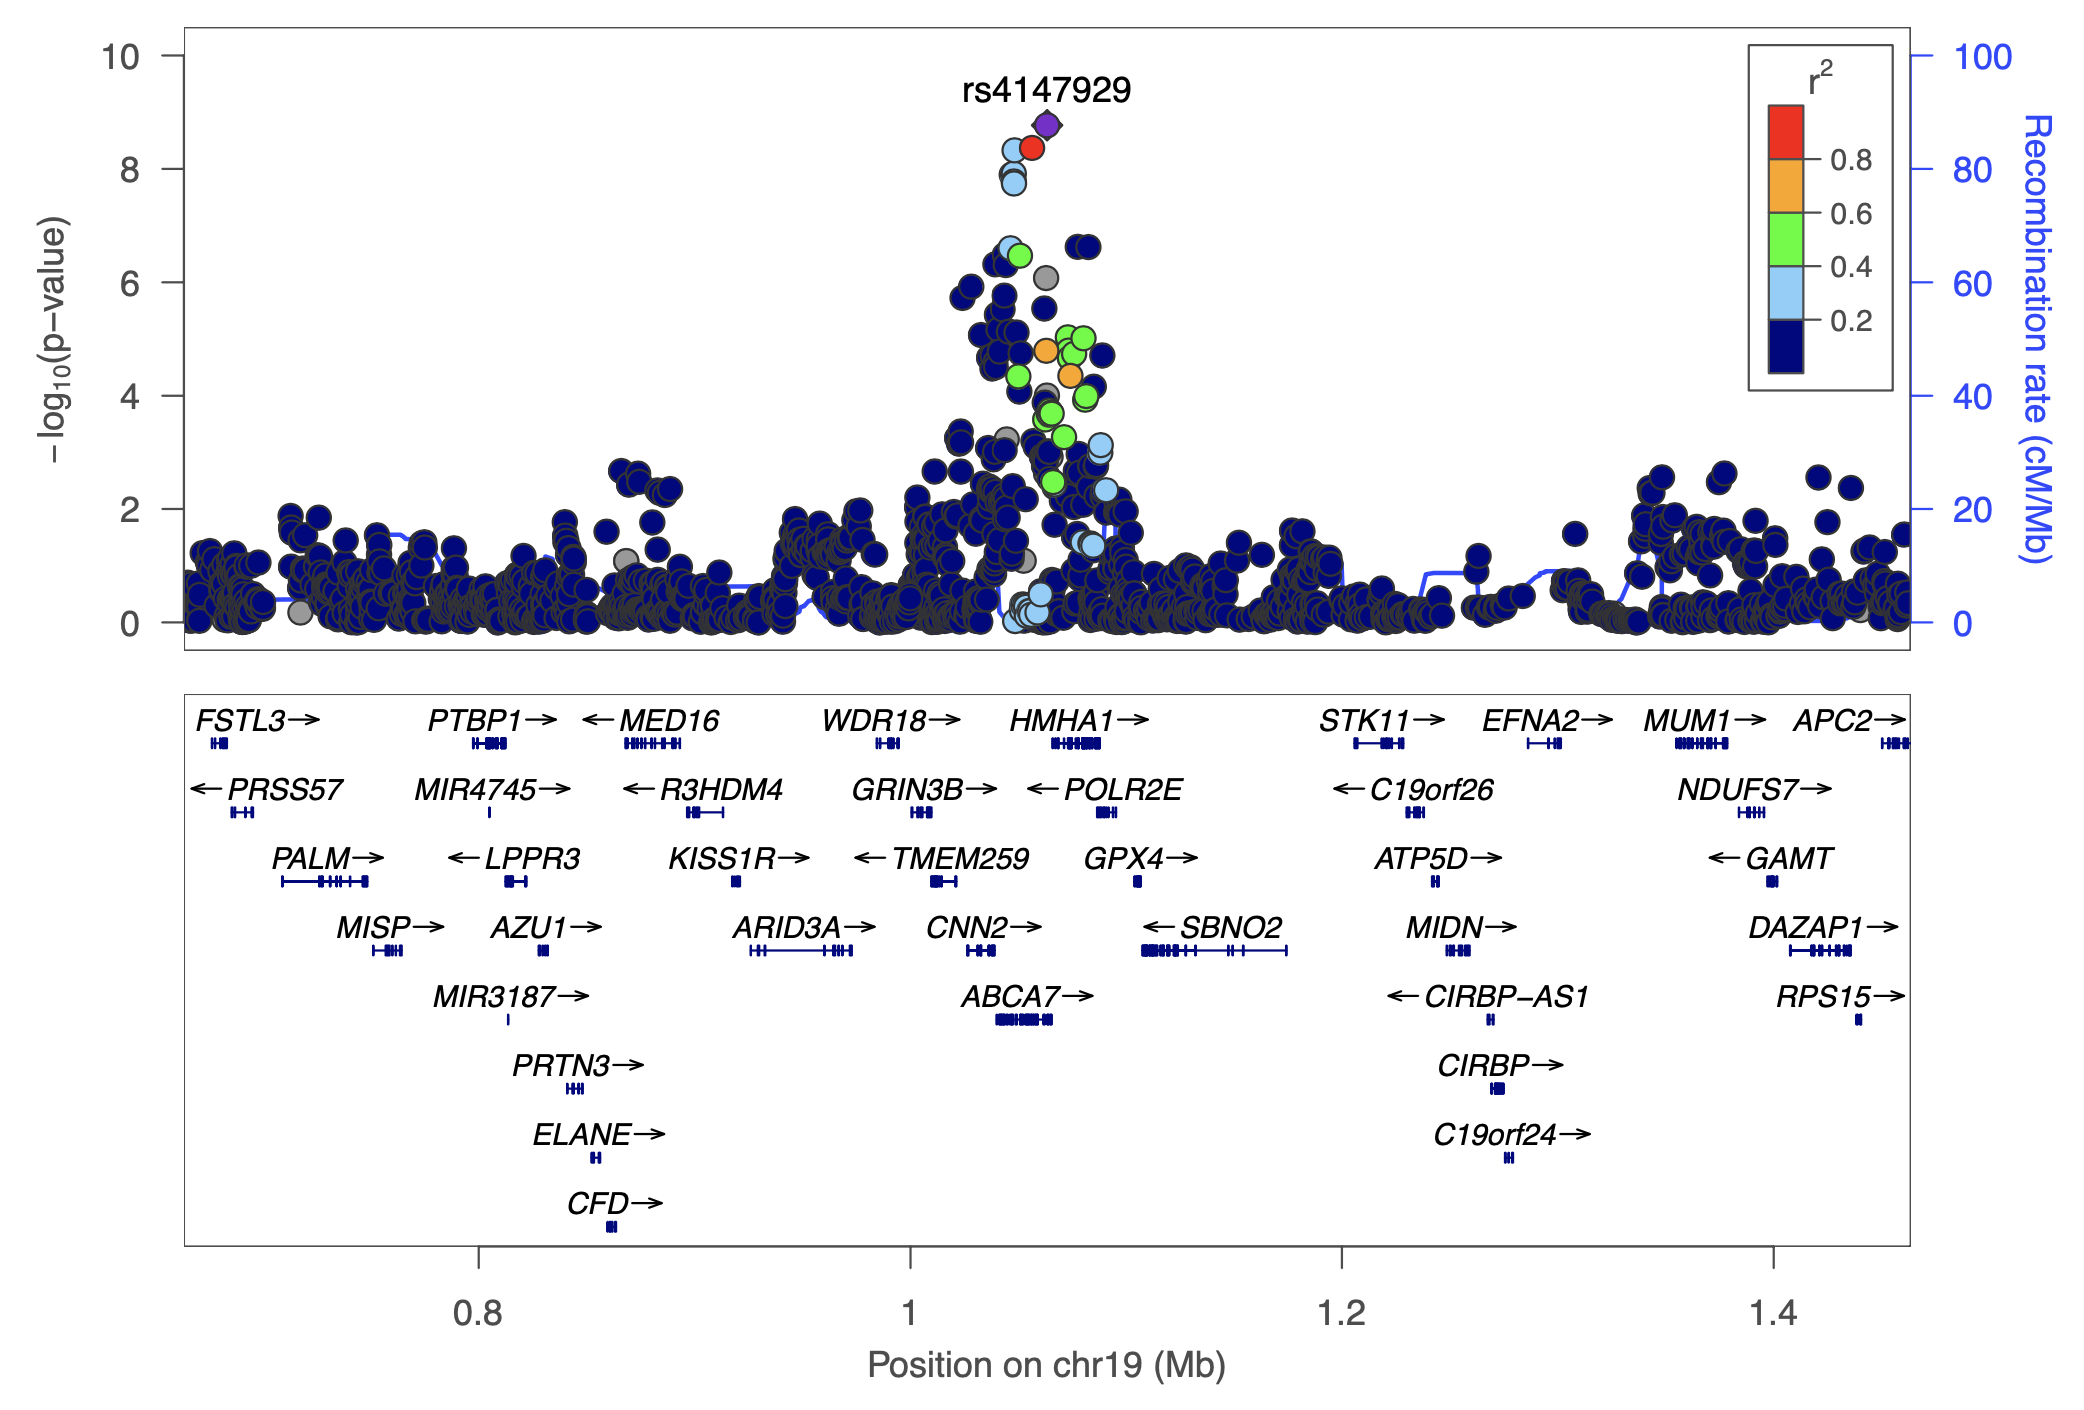 rs4147929
10
8
6
4
2
0
−log10(p−value)
100
80
60
40
20
0
Recombination rate (cM/Mb)
r2
0.8
0.6
0.4
0.2
FSTL3→ PTBP1→ ←MED16 WDR18→ HMHA1→ STK11→ EFNA2→ MUM1→ APC2→
←PRSS57 MIR4745→ ←R3HDM4 GRIN3B→ ←POLR2E ←C19orf26 NDUFS7→
PALM→ ←LPPR3 KISS1R→ ←TMEM259 GPX4→ ATP5D→ ←GAMT
MISP→ AZU1→ ARID3A→ CNN2→ ←SBNO2 MIDN→ DAZAP1→
MIR3187→ ABCA7→ ←CIRBP−AS1 RPS15→
PRTN3→ CIRBP→
ELANE→ C19orf24→
CFD→
0.8 1 1.2 1.4
Position on chr19 (Mb)